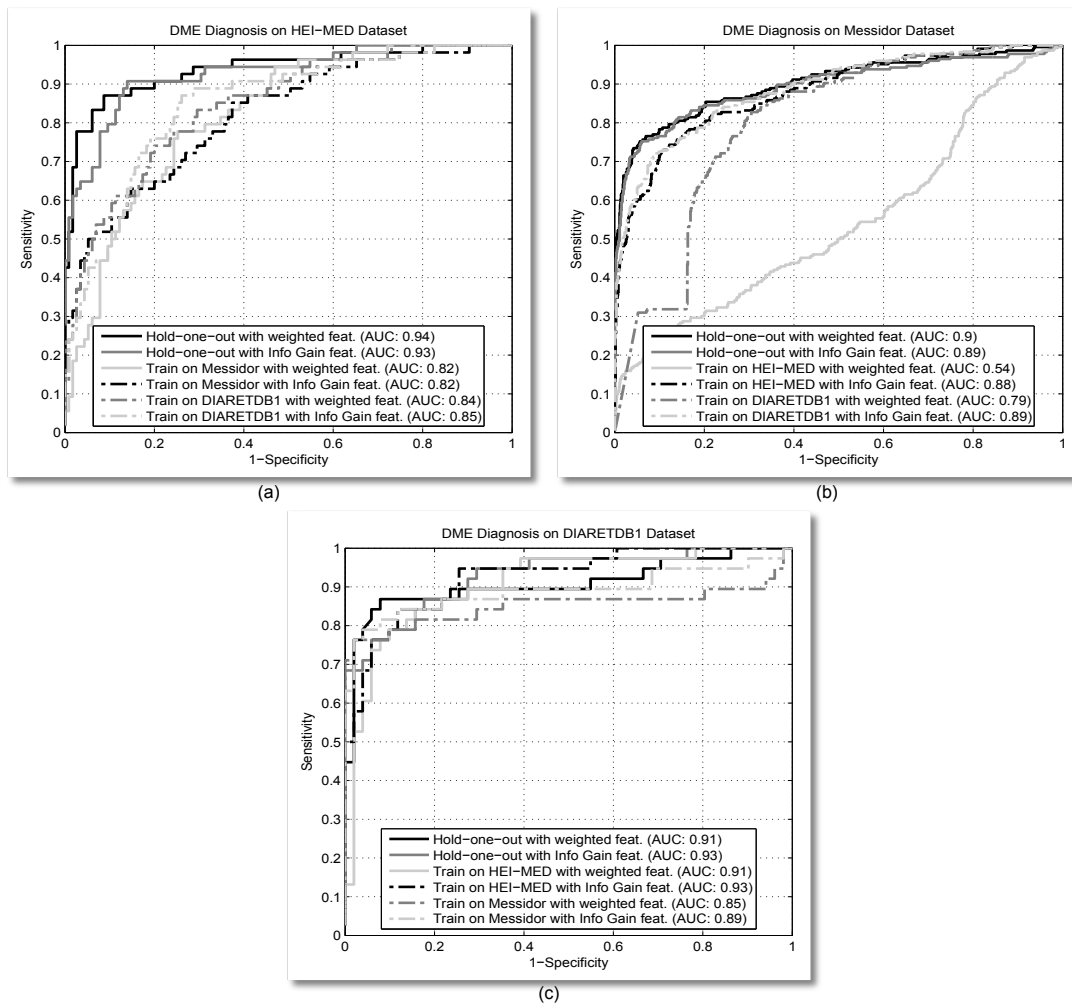 DME Diagnosis on HEI−MED Dataset
1
0.9
0.8
0.7
0.6
0.5
0.4
0.3
0.2
0.1
0
Sensitivity
Hold−one−out with weighted feat. (AUC: 0.94)
Hold−one−out with Info Gain feat. (AUC: 0.93)
Train on Messidor with weighted feat. (AUC: 0.82)
Train on Messidor with Info Gain feat. (AUC: 0.82)
Train on DIARETDB1 with weighted feat. (AUC: 0.84)
Train on DIARETDB1 with Info Gain feat. (AUC: 0.85)
0 0.2 0.4 0.6 0.8 1
1−Specificity
(a)
DME Diagnosis on Messidor Dataset
1
0.9
0.8
0.7
0.6
0.5
0.4
0.3
0.2
0.1
0
Sensitivity
Hold−one−out with weighted feat. (AUC: 0.9)
Hold−one−out with Info Gain feat. (AUC: 0.89)
Train on HEI−MED with weighted feat. (AUC: 0.54)
Train on HEI−MED with Info Gain feat. (AUC: 0.88)
Train on DIARETDB1 with weighted feat. (AUC: 0.79)
Train on DIARETDB1 with Info Gain feat. (AUC: 0.89)
0 0.2 0.4 0.6 0.8 1
1−Specificity
(b)
DME Diagnosis on DIARETDB1 Dataset
1
0.9
0.8
0.7
0.6
0.5
0.4
0.3
0.2
0.1
0
Sensitivity
Hold−one−out with weighted feat. (AUC: 0.91)
Hold−one−out with Info Gain feat. (AUC: 0.93)
Train on HEI−MED with weighted feat. (AUC: 0.91)
Train on HEI−MED with Info Gain feat. (AUC: 0.93)
Train on Messidor with weighted feat. (AUC: 0.85)
Train on Messidor with Info Gain feat. (AUC: 0.89)
0 0.2 0.4 0.6 0.8 1
1−Specificity
(c)